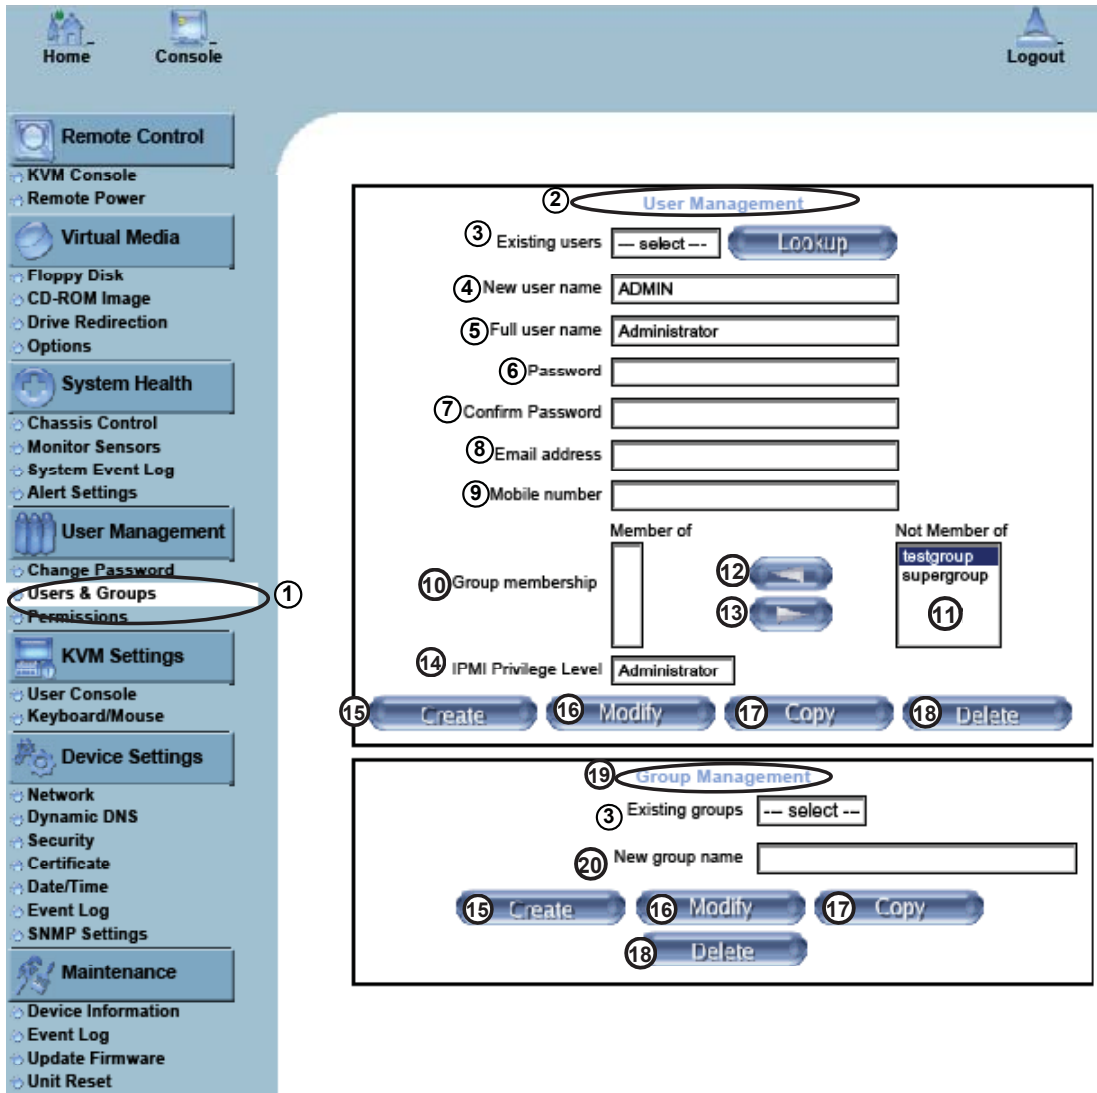 Home
Console
Logout
Remote Control
KVM Console
Remote Power
Virtual Media
Floppy Disk
CD-ROM Image
Drive Redirection
Options
System Health
Chassis Control
Monitor Sensors
System Event Log
Alert Settings
User Management
Change Password
Users & Groups
1
Permissions
KVM Settings
User Console
Keyboard/Mouse
Device Settings
Network
Dynamic DNS
Security
Certificate
Date/Time
Event Log
SNMP Settings
Maintenance
Device Information
Event Log
Update Firmware
Unit Reset
2 User Management
3 Existing users --- select --- Lookup
4 New user name ADMIN
5 Full user name Administrator
6 Password
7 Confirm Password
8 Email address
9 Mobile number
Member of Not Member of
10 Group membership 12 testgroup
supergroup
13 11
14 IPMI Privilege Level Administrator
15 Create 16 Modify 17 Copy 18 Delete
19 Group Management
3 Existing groups --- select ---
20 New group name
15 Create 16 Modify 17 Copy
18 Delete